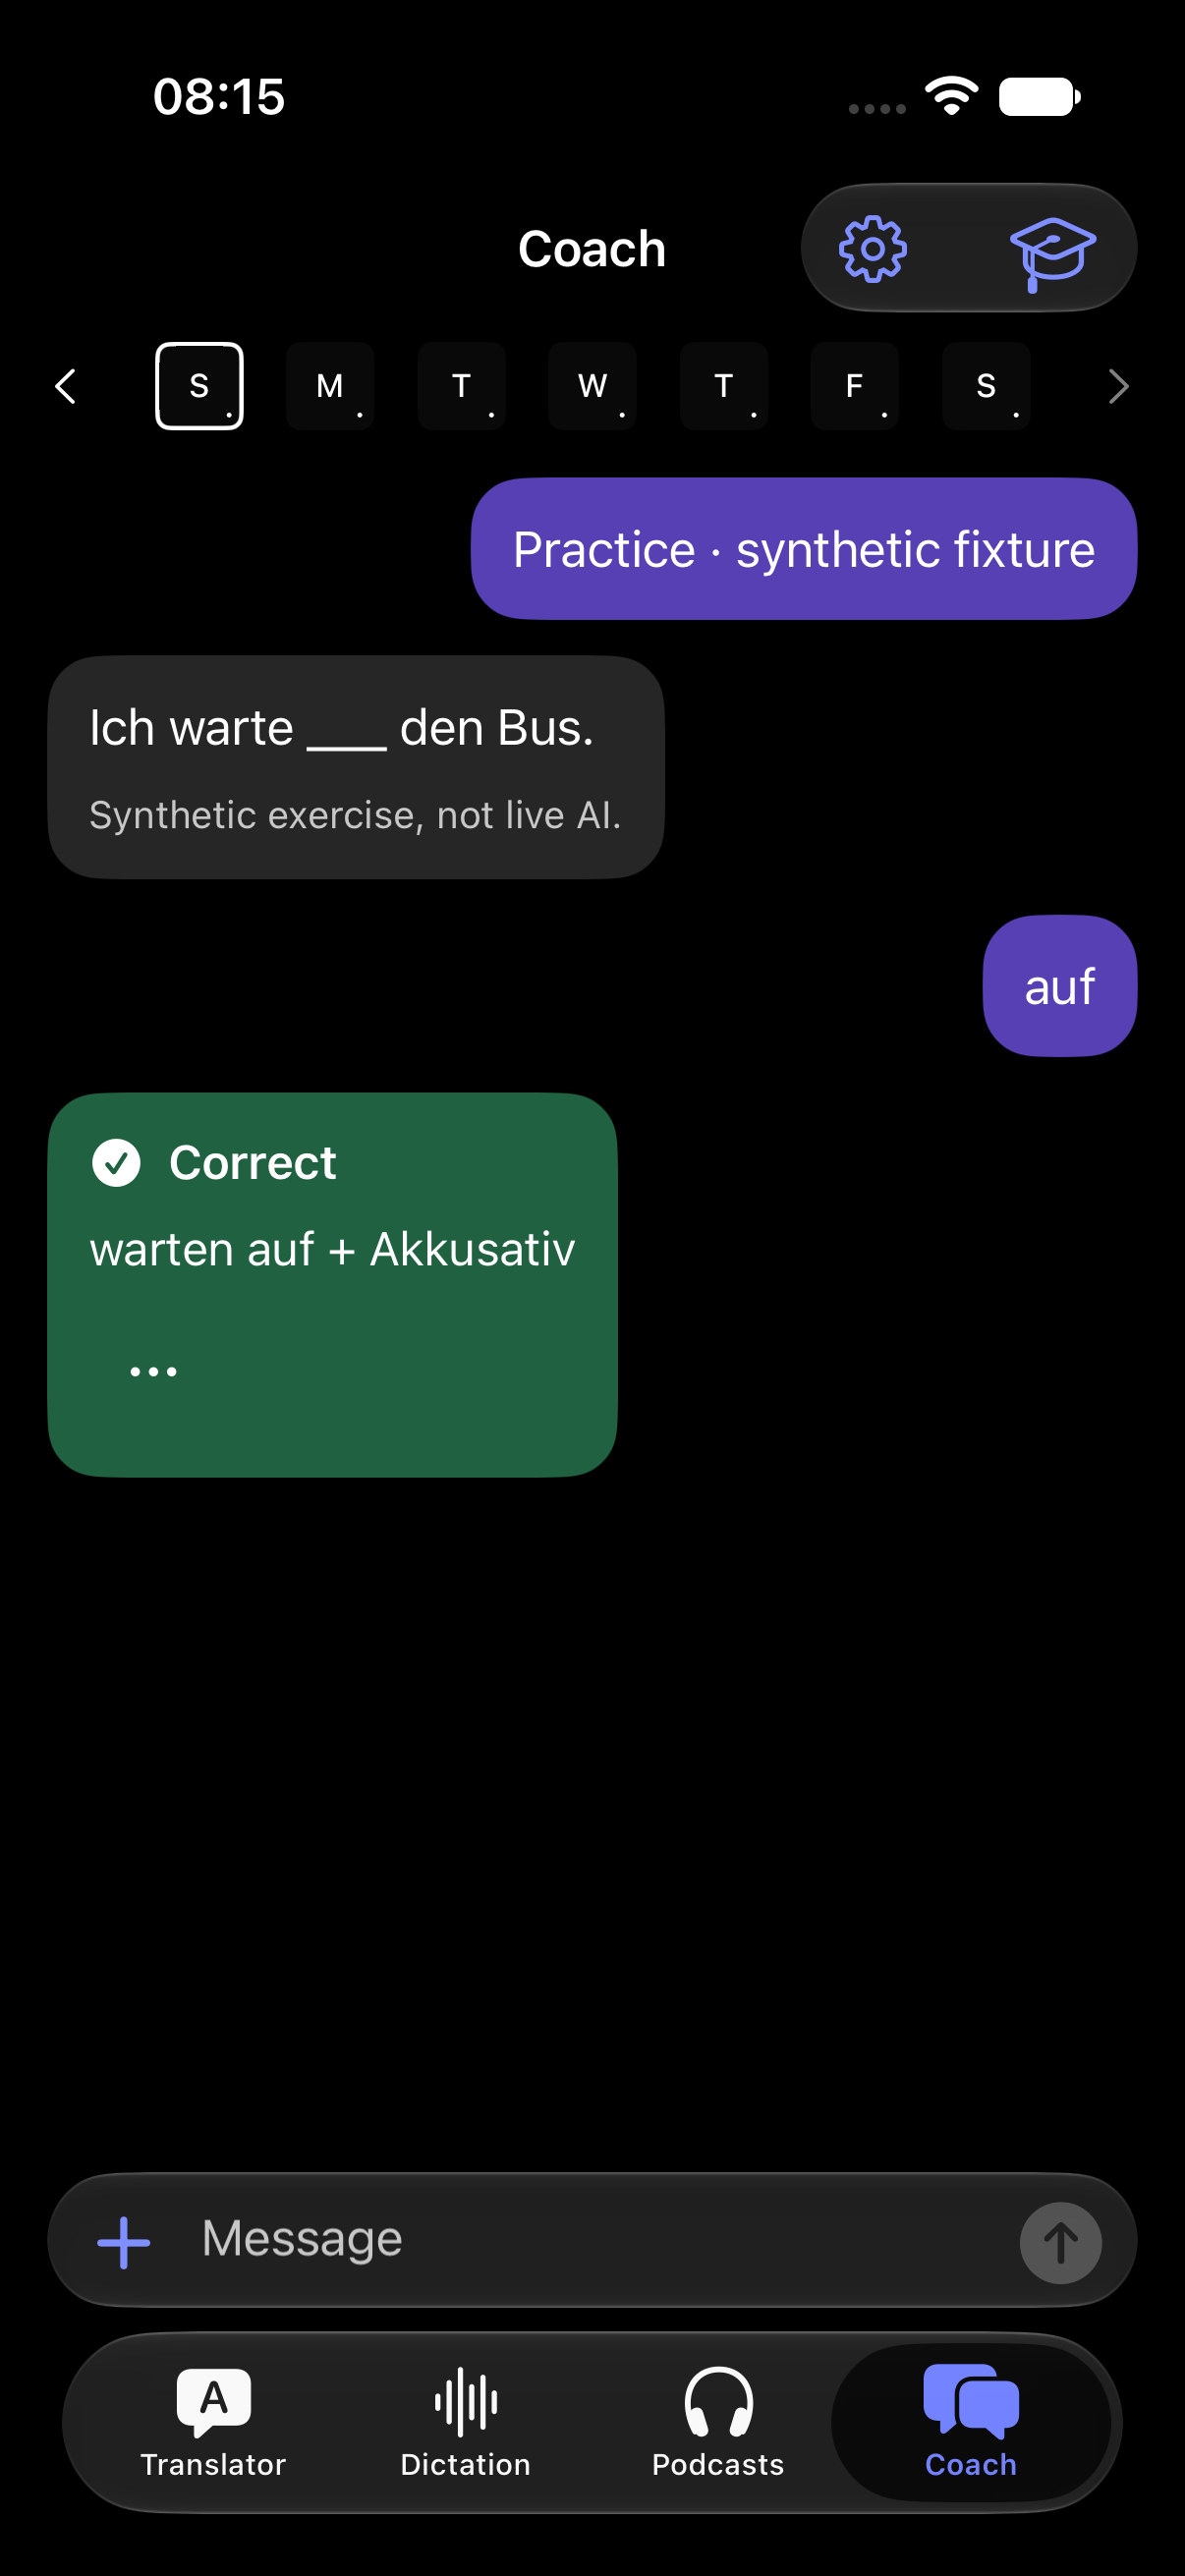 08:15
Coach
S M T W T F S
Practice · synthetic fixture
Ich warte ____ den Bus.
Synthetic exercise, not live AI.
auf
Correct
warten auf + Akkusativ
...
Message
A
Translator Dictation Podcasts Coach